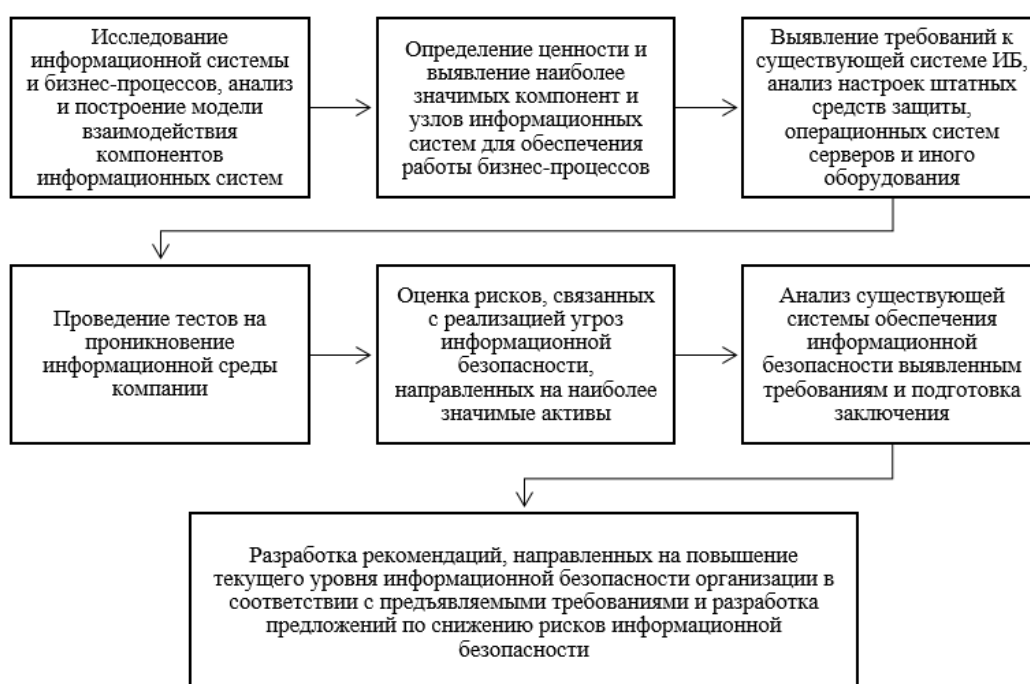 Исследование
информационной системы
и бизнес-процессов, анализ
и построение модели
взаимодействия
компонентов
информационных систем
Определение ценности и
выявление наиболее
значимых компонент и
узлов информационных
систем для обеспечения
работы бизнес-процессов
Выявление требований к
существующей системе ИБ,
анализ настроек штатных
средств защиты,
операционных систем
серверов и иного
оборудования
Проведение тестов на
проникновение
информационной среды
компании
Оценка рисков, связанных
с реализацией угроз
информационной
безопасности,
направленных на наиболее
значимые активы
Анализ существующей
системы обеспечения
информационной
безопасности выявленным
требованиям и подготовка
заключения
Разработка рекомендаций, направленных на повышение
текущего уровня информационной безопасности организации в
соответствии с предъявляемыми требованиями и разработка
предложений по снижению рисков информационной
безопасности